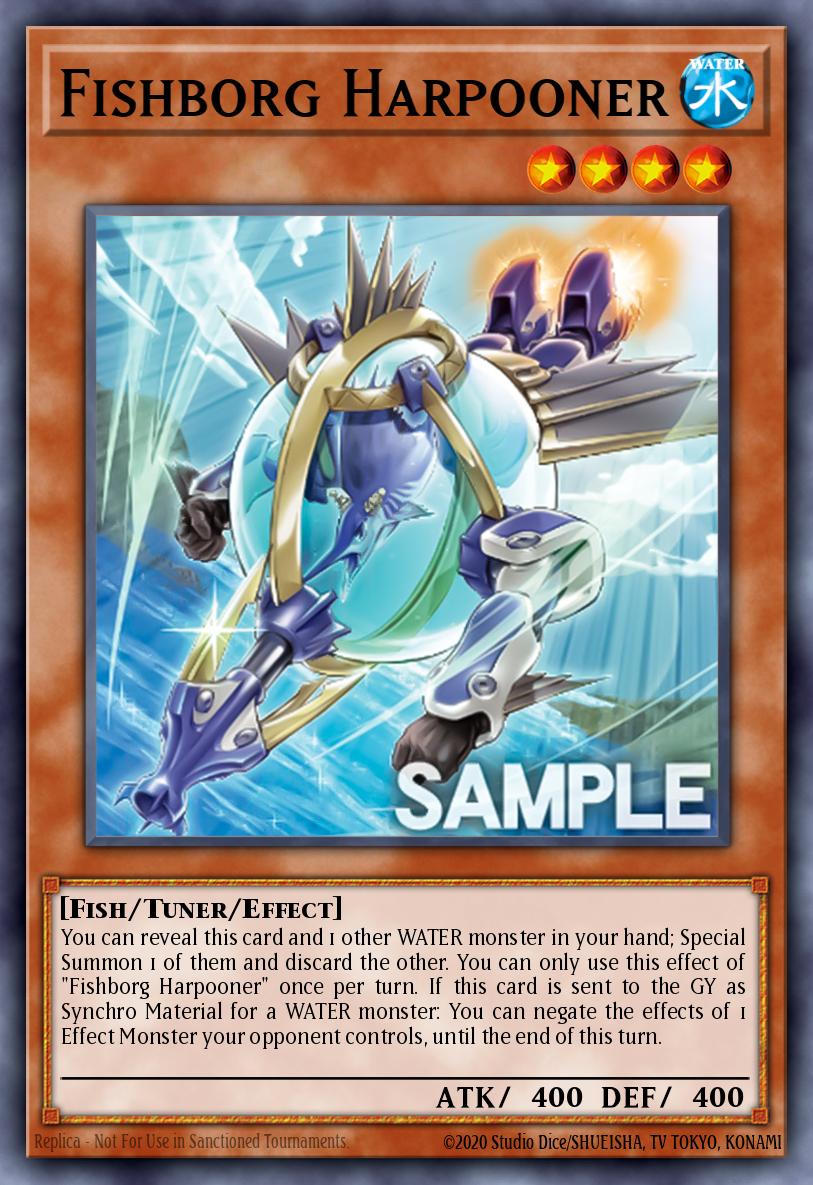 Fishborg Harpooner
WATER
水
SAMPLE
[Fish/Tuner/Effect]
You can reveal this card and 1 other WATER monster in your hand; Special
Summon 1 of them and discard the other. You can only use this effect of
"Fishborg Harpooner" once per turn. If this card is sent to the GY as
Synchro Material for a WATER monster: You can negate the effects of 1
Effect Monster your opponent controls, until the end of this turn.
ATK/ 400 DEF/ 400
Replica - Not For Use in Sanctioned Tournaments.
©2020 Studio Dice/SHUEISHA, TV TOKYO, KONAMI